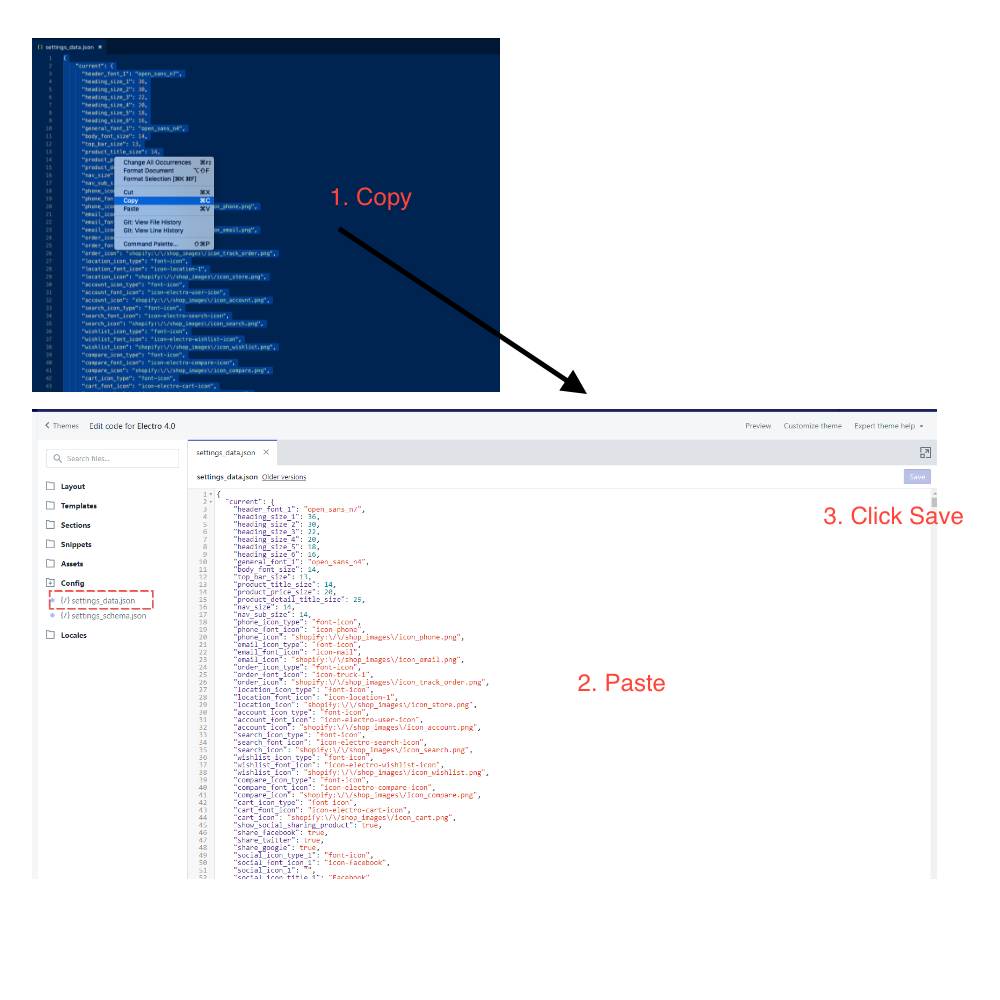 settings_data.json ×
1 {
2 "current": {
3 "header_font_1": "open_sans_n7",
4 "heading_size_1": 36,
5 "heading_size_2": 30,
6 "heading_size_3": 22,
7 "heading_size_4": 20,
8 "heading_size_5": 18,
9 "heading_size_6": 16,
10 "general_font_1": "open_sans_n4",
11 "body_font_size": 14,
12 "top_bar_size": 13,
13 "product_title_size": 14,
14 "product_p
15 "product_d
16 "nav_size"
17 "nav_sub_s
18 "phone_ico
19 "phone_fon
20 "phone_ico n_phone.png",
21 "email_ico
22 "email_fon
23 "email_ico on_email.png",
24 "order_ico
25 "order_fon
26 "order_icon": "shopify:\/\/shop_images\/icon_track_order.png",
27 "location_icon_type": "font-icon",
28 "location_font_icon": "icon-location-1",
29 "location_icon": "shopify:\/\/shop_images\/icon_store.png",
30 "account_icon_type": "font-icon",
31 "account_font_icon": "icon-electro-user-icon",
32 "account_icon": "shopify:\/\/shop_images\/icon_account.png",
33 "search_icon_type": "font-icon",
34 "search_font_icon": "icon-electro-search-icon",
35 "search_icon": "shopify:\/\/shop_images\/icon_search.png",
36 "wishlist_icon_type": "font-icon",
37 "wishlist_font_icon": "icon-electro-wishlist-icon",
38 "wishlist_icon": "shopify:\/\/shop_images\/icon_wishlist.png",
39 "compare_icon_type": "font-icon",
40 "compare_font_icon": "icon-electro-compare-icon",
41 "compare_icon": "shopify:\/\/shop_images\/icon_compare.png",
42 "cart_icon_type": "font-icon",
43 "cart_font_icon": "icon-electro-cart-icon",
Change All Occurrences
Format Document ⌥⇧F
Format Selection [⌘K ⌘F]
Cut ⌘X
Copy ⌘C
Paste ⌘V
Git: View File History
Git: View Line History
Command Palette... ⇧⌘P
1. Copy
Themes Edit code for Electro 4.0 Preview Customize theme Expert theme help
Search files...
Layout
Templates
Sections
Snippets
Assets
Config
{/} settings_data.json
{/} settings_schema.json
Locales
settings_data.json ×
settings_data.json Older versions Save
1 {
2 "current": {
3 "header_font_1": "open_sans_n7",
4 "heading_size_1": 36,
5 "heading_size_2": 30,
6 "heading_size_3": 22,
7 "heading_size_4": 20,
8 "heading_size_5": 18,
9 "heading_size_6": 16,
10 "general_font_1": "open_sans_n4",
11 "body_font_size": 14,
12 "top_bar_size": 13,
13 "product_title_size": 14,
14 "product_price_size": 20,
15 "product_detail_title_size": 25,
16 "nav_size": 14,
17 "nav_sub_size": 14,
18 "phone_icon_type": "font-icon",
19 "phone_font_icon": "icon-phone",
20 "phone_icon": "shopify:\/\/shop_images\/icon_phone.png",
21 "email_icon_type": "font-icon",
22 "email_font_icon": "icon-mail",
23 "email_icon": "shopify:\/\/shop_images\/icon_email.png",
24 "order_icon_type": "font-icon",
25 "order_font_icon": "icon-truck-1",
26 "order_icon": "shopify:\/\/shop_images\/icon_track_order.png",
27 "location_icon_type": "font-icon",
28 "location_font_icon": "icon-location-1",
29 "location_icon": "shopify:\/\/shop_images\/icon_store.png",
30 "account_icon_type": "font-icon",
31 "account_font_icon": "icon-electro-user-icon",
32 "account_icon": "shopify:\/\/shop_images\/icon_account.png",
33 "search_icon_type": "font-icon",
34 "search_font_icon": "icon-electro-search-icon",
35 "search_icon": "shopify:\/\/shop_images\/icon_search.png",
36 "wishlist_icon_type": "font-icon",
37 "wishlist_font_icon": "icon-electro-wishlist-icon",
38 "wishlist_icon": "shopify:\/\/shop_images\/icon_wishlist.png",
39 "compare_icon_type": "font-icon",
40 "compare_font_icon": "icon-electro-compare-icon",
41 "compare_icon": "shopify:\/\/shop_images\/icon_compare.png",
42 "cart_icon_type": "font-icon",
43 "cart_font_icon": "icon-electro-cart-icon",
44 "cart_icon": "shopify:\/\/shop_images\/icon_cart.png",
45 "show_social_sharing_product": true,
46 "share_facebook": true,
47 "share_twitter": true,
48 "share_google": true,
49 "social_icon_type_1": "font-icon",
50 "social_font_icon_1": "icon-facebook",
51 "social_icon_1": "",
52 "social_icon_title_1": "Facebook"
3. Click Save
2. Paste